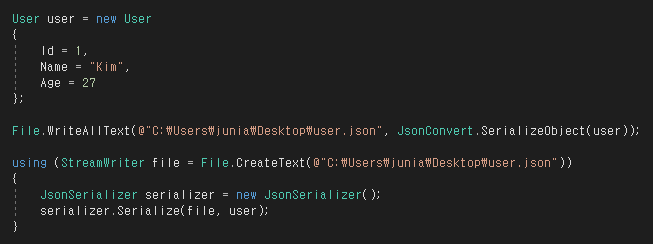 User user = new User
{
    Id = 1,
    Name = "Kim",
    Age = 27
};
File.WriteAllText(@"C:₩Users₩junia₩Desktop₩user.json", JsonConvert.SerializeObject(user));
using (StreamWriter file = File.CreateText(@"C:₩Users₩junia₩Desktop₩user.json"))
{
    JsonSerializer serializer = new JsonSerializer();
    serializer.Serialize(file, user);
}